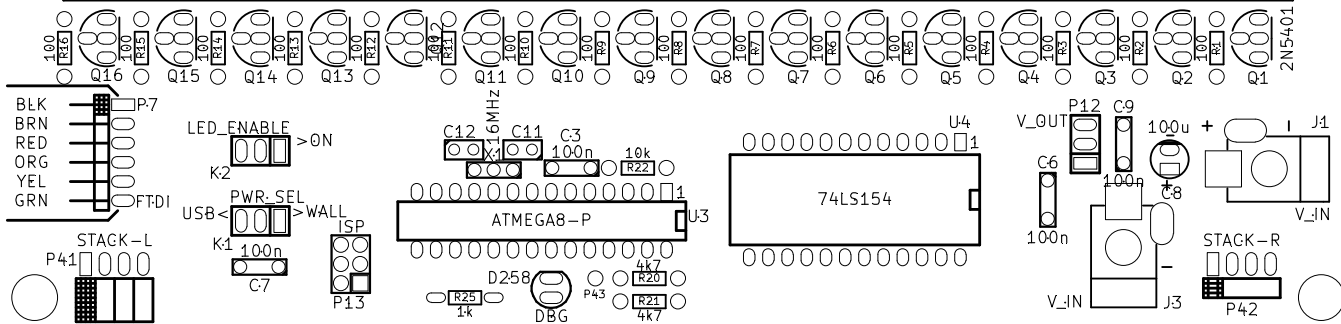 100 R16 100 R15 100 R14 100 R13 100 R12 100 R11 100 R10 100 R9 100 R8 100 R7 100 R6 100 R5 100 R4 100 R3 100 R2 100 R1 2N5401
Q16 Q15 Q14 Q13 Q11 Q10 Q9 Q8 Q7 Q6 Q5 Q4 Q3 Q2 Q1
BLK P7
BRN
RED
ORG
YEL
GRN FTDI
LED_ENABLE
>ON
K2
PWR_SEL
USB< >WALL
K1
100n
C7
ISP
P13
STACK-L
P41
C12 16MHz C11 C3
X1 100n 10k
R22
1
ATMEGA8-P U3
D258
DBG
R25
1k
P43
4k7
R20
R21
4k7
U4
1
74LS154
P12 C9
V_OUT 100u
+ - J1
C6 100n + C8
100n
V_IN
STACK-R
V_IN - J3
P42